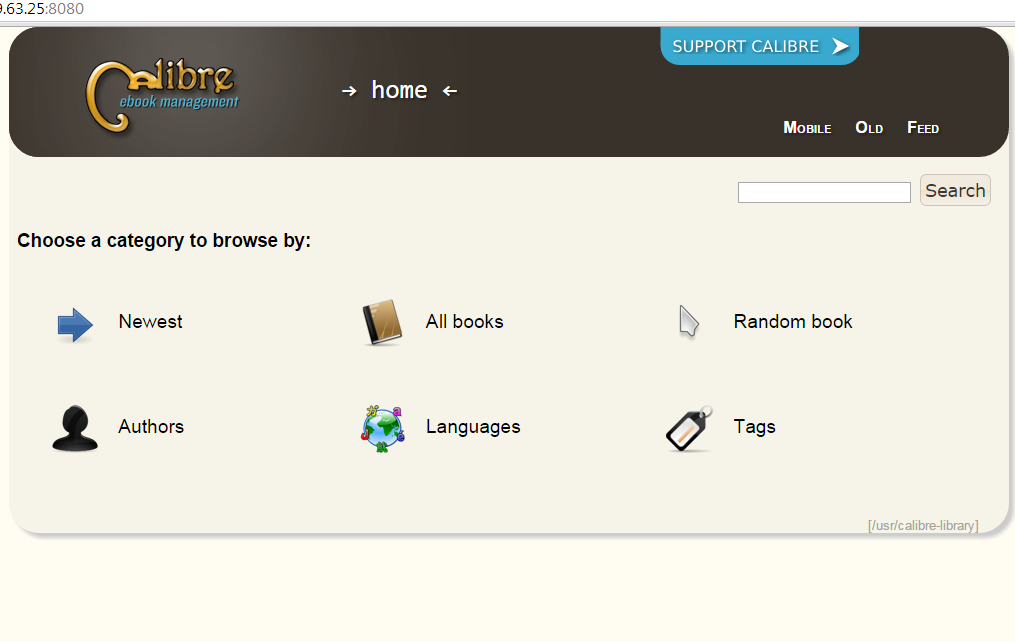 9.63.25:8080
SUPPORT CALIBRE
Calibre
ebook management
→ home ←
Mobile Old Feed
Search
Choose a category to browse by:
Newest All books Random book
Authors Languages Tags
[/usr/calibre-library]